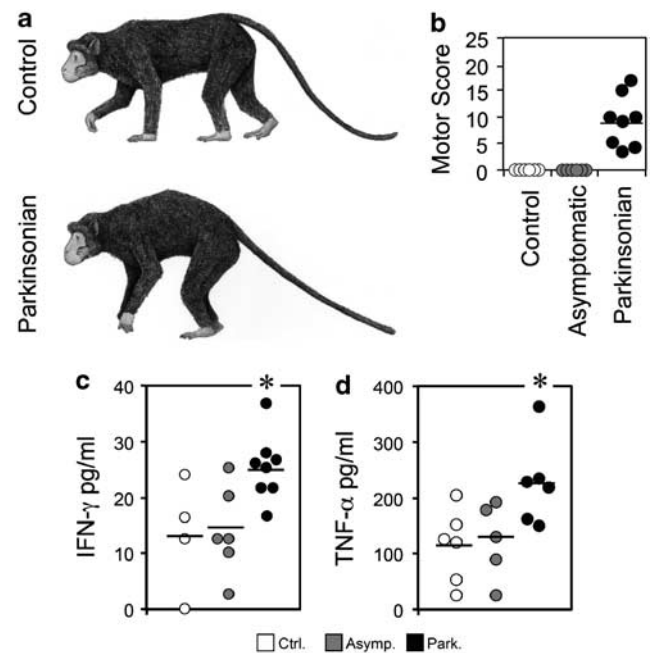 a
Control
Parkinsonian
b
Motor Score
25
20
15
10
5
0
Control
Asymptomatic
Parkinsonian
c
IFN-γ pg/ml
40
30
20
10
0
*
d
TNF-α pg/ml
400
300
200
100
0
*
Ctrl. Asymp. Park.